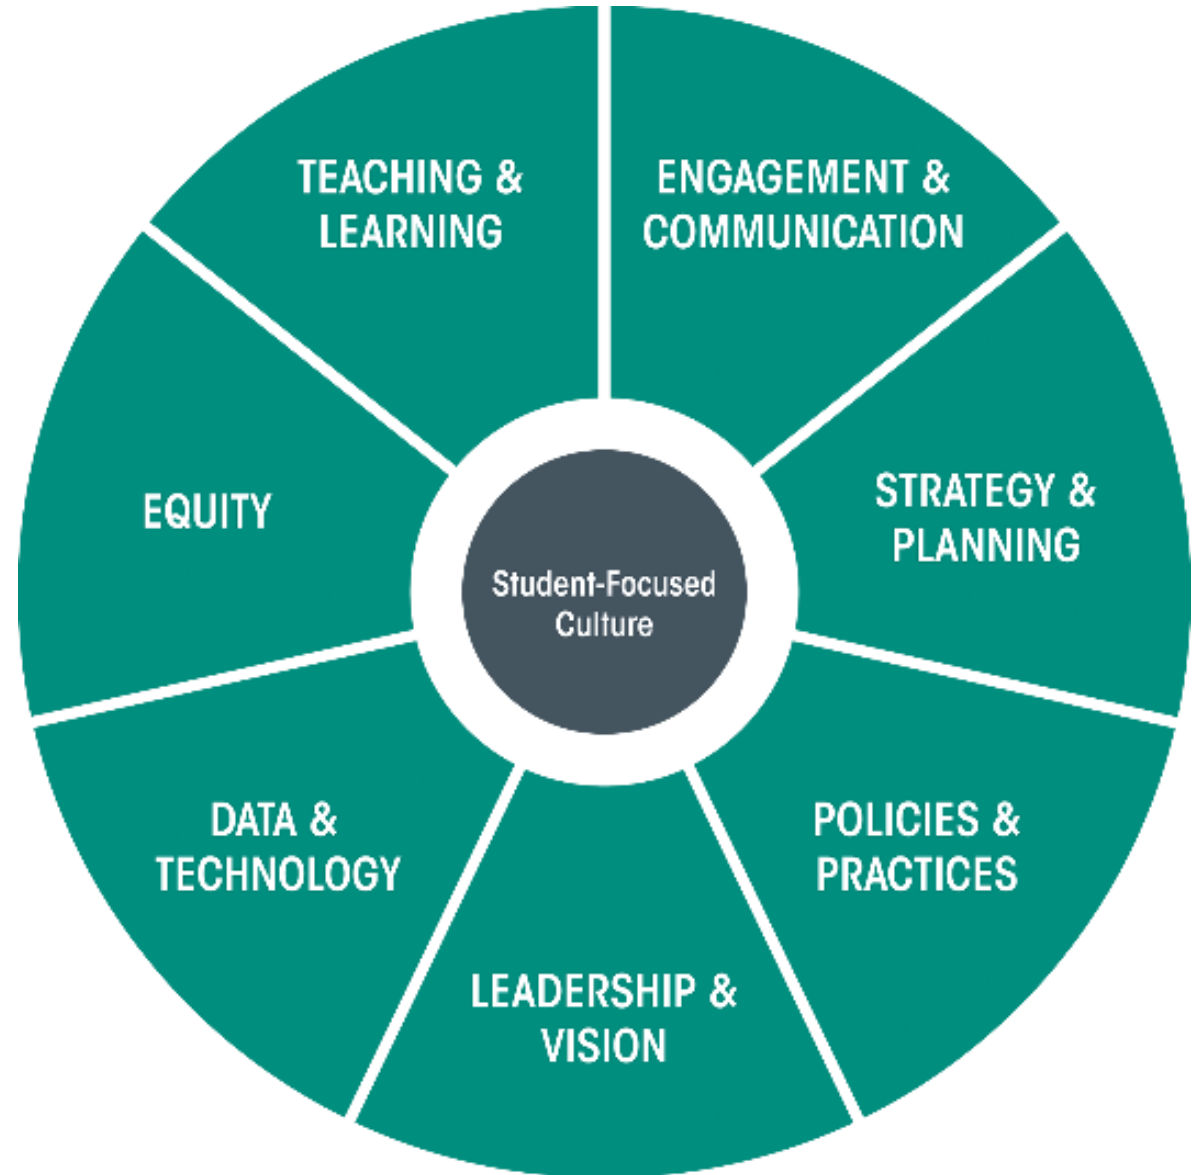 TEACHING &
LEARNING
ENGAGEMENT &
COMMUNICATION
EQUITY
STRATEGY &
PLANNING
Student-Focused
Culture
DATA &
TECHNOLOGY
POLICIES &
PRACTICES
LEADERSHIP &
VISION